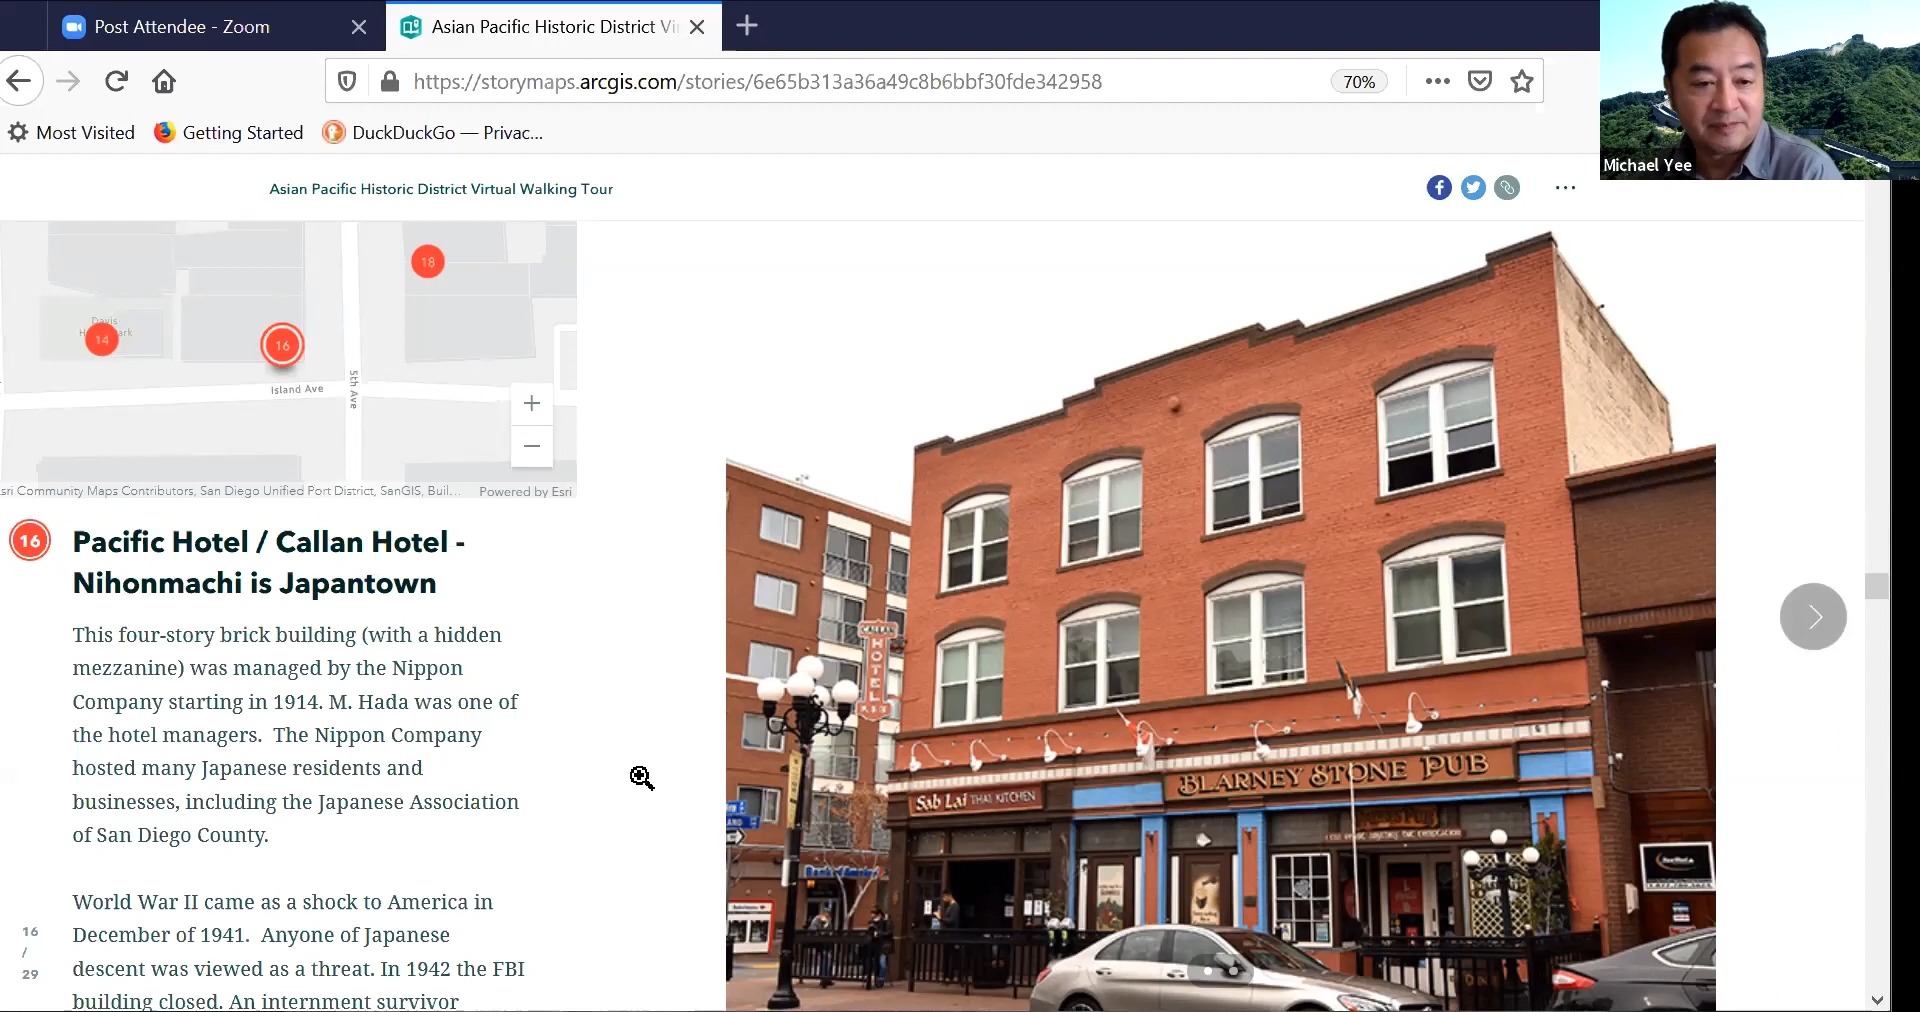 Post Attendee - Zoom
Asian Pacific Historic District Vi
https://storymaps.arcgis.com/stories/6e65b313a36a49c8b6bbf30fde342958
70%
Most Visited
Getting Started
DuckDuckGo — Privac...
Michael Yee
Asian Pacific Historic District Virtual Walking Tour
18
Davis
14
16
Island Ave
5th Ave
sri Community Maps Contributors, San Diego Unified Port District, SanGIS, Buil...
Powered by Esri
16
Pacific Hotel / Callan Hotel -
Nihonmachi is Japantown
This four-story brick building (with a hidden
mezzanine) was managed by the Nippon
Company starting in 1914. M. Hada was one of
the hotel managers. The Nippon Company
hosted many Japanese residents and
businesses, including the Japanese Association
of San Diego County.
World War II came as a shock to America in
December of 1941. Anyone of Japanese
descent was viewed as a threat. In 1942 the FBI
building closed. An internment survivor
16
/
29
CALLAN
HOTEL
Sab Lai THAI KITCHEN
BLARNEY STONE PUB